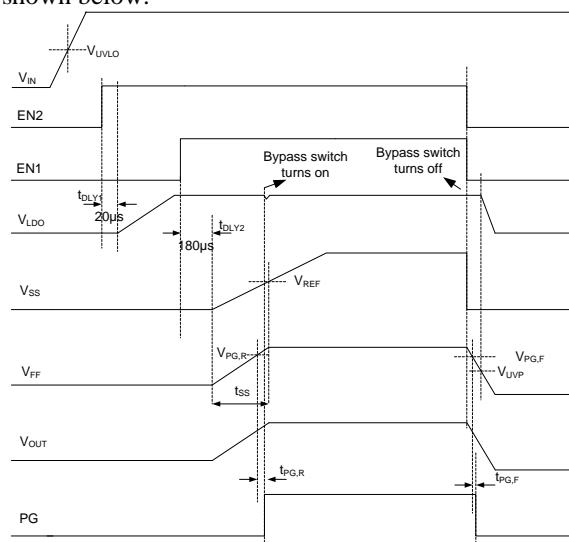 shown below.
VUVLO
VIN
EN2
EN1
Bypass switch
turns on
Bypass switch
turns off
tDLY1
20μs
VLDO
tDLY2
180μs
VSS
VREF
VPG,R
VPG,F
VUVP
VFF
tSS
VOUT
tPG,R
tPG,F
PG